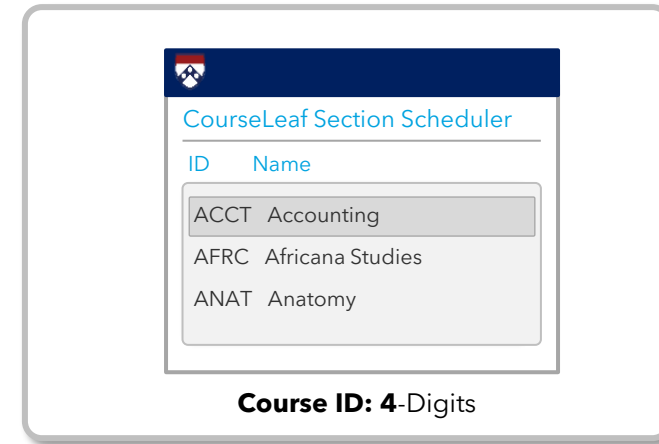 CourseLeaf Section Scheduler
ID Name
ACCT Accounting
AFRC Africana Studies
ANAT Anatomy
Course ID: 4-Digits